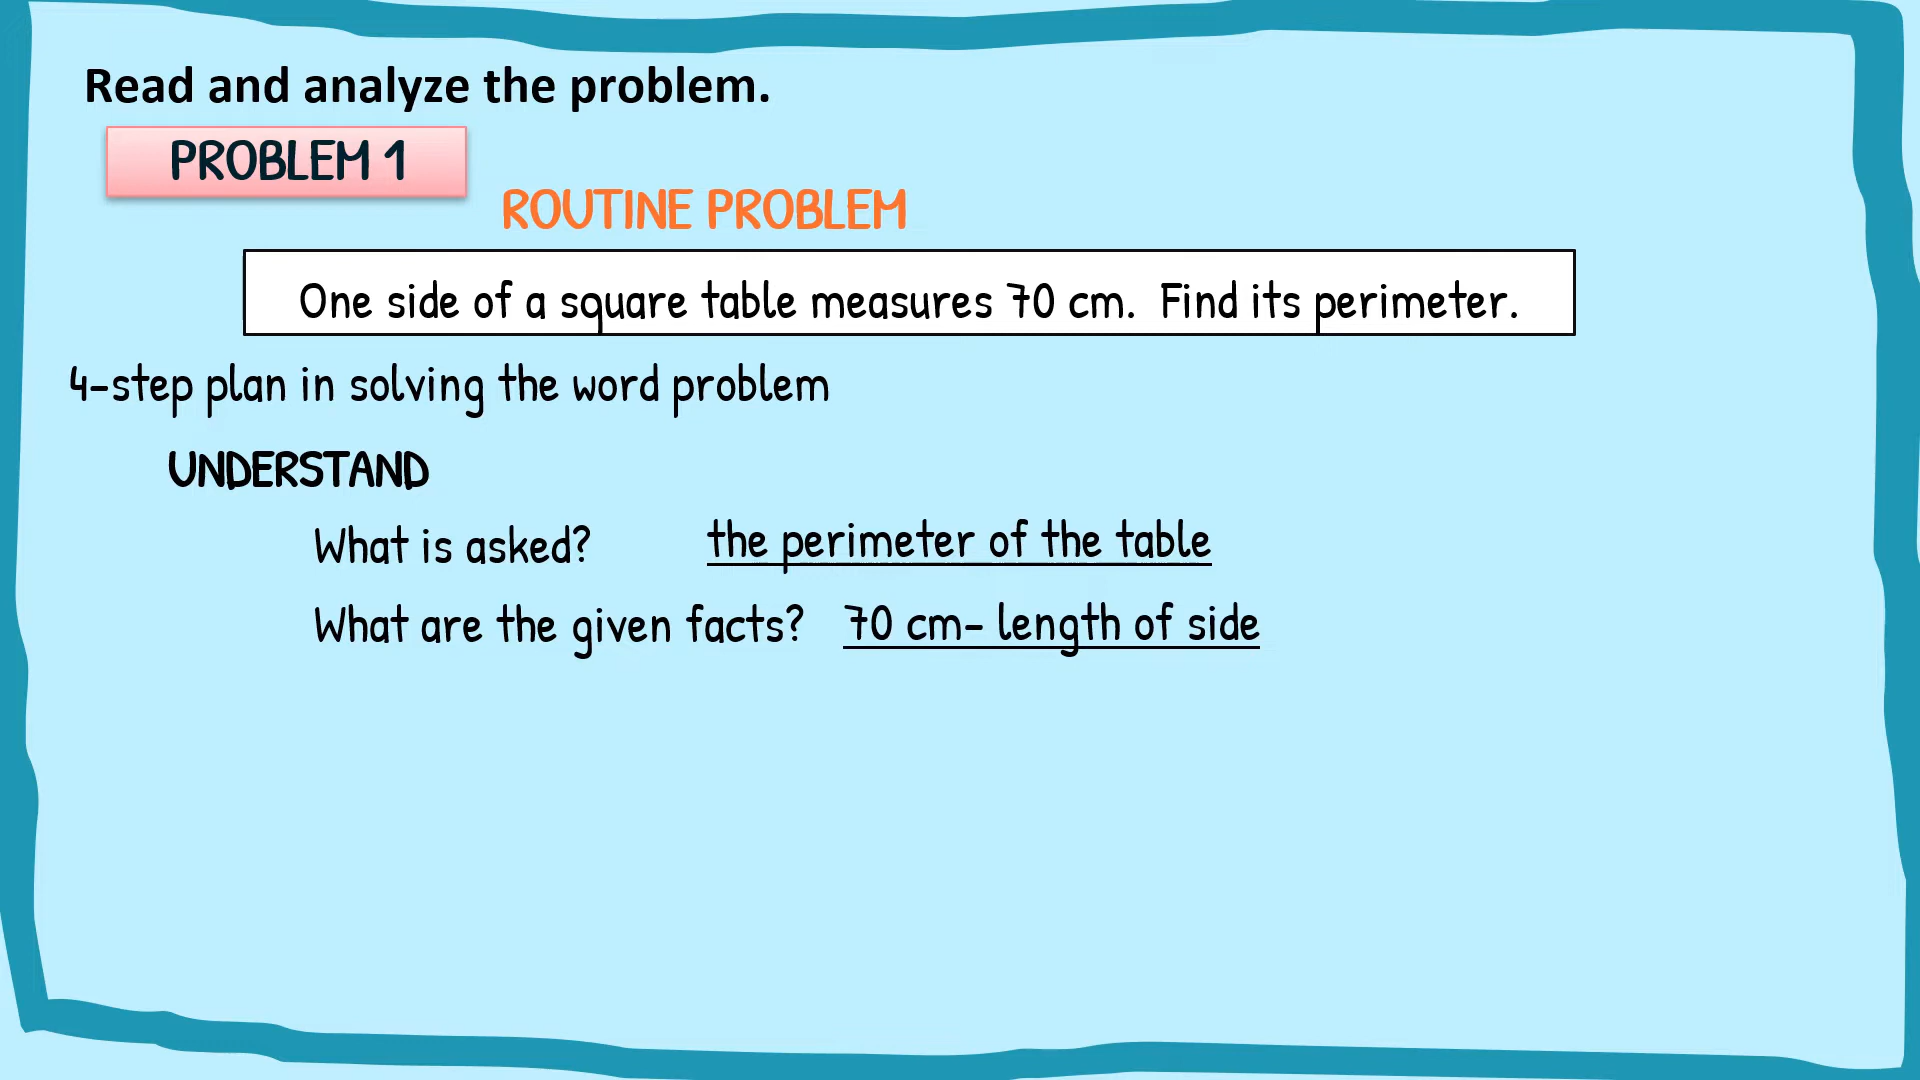 Read and analyze the problem.
PROBLEM 1
ROUTINE PROBLEM
One side of a square table measures 70 cm. Find its perimeter.
4-step plan in solving the word problem
UNDERSTAND
What is asked? the perimeter of the table
What are the given facts? 70 cm- length of side